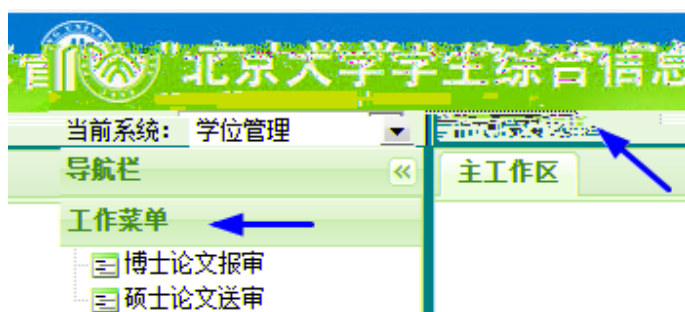 北京大学学生综合信息
当前系统: 学位管理
导航栏
主工作区
工作菜单
博士论文报审
硕士论文送审